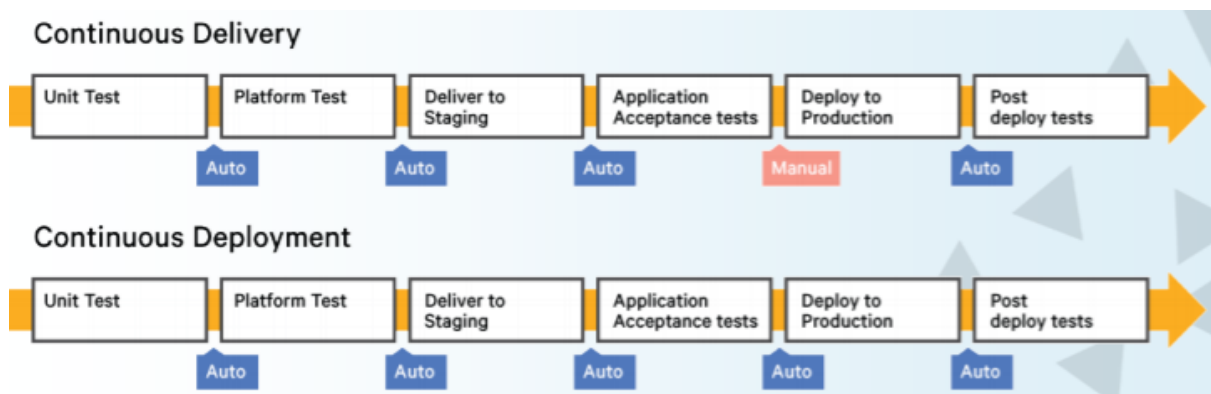 Continuous Delivery
Unit Test
Platform Test
Deliver to
Staging
Application
Acceptance tests
Deploy to
Production
Post
deploy tests
Auto
Auto
Auto
Manual
Auto
Continuous Deployment
Unit Test
Platform Test
Deliver to
Staging
Application
Acceptance tests
Deploy to
Production
Post
deploy tests
Auto
Auto
Auto
Auto
Auto